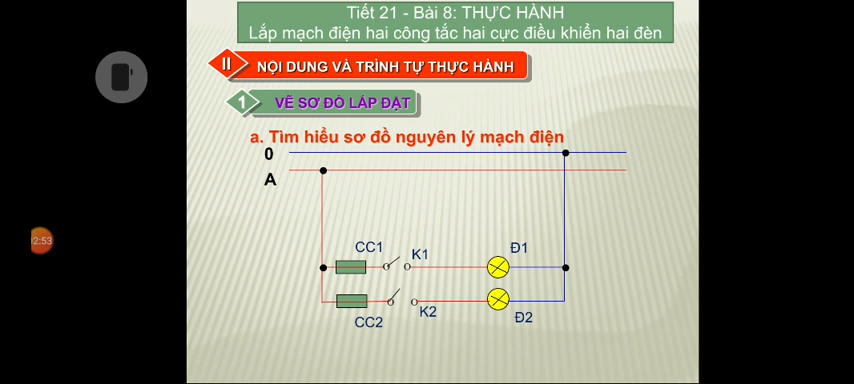 Tiết 21 - Bài 8: THỰC HÀNH
Lắp mạch điện hai công tắc hai cực điều khiển hai đèn
II NỘI DUNG VÀ TRÌNH TỰ THỰC HÀNH
1 VẼ SƠ ĐỒ LẮP ĐẶT
a. Tìm hiểu sơ đồ nguyên lý mạch điện
0
A
CC1 K1 Đ1
CC2 K2 Đ2